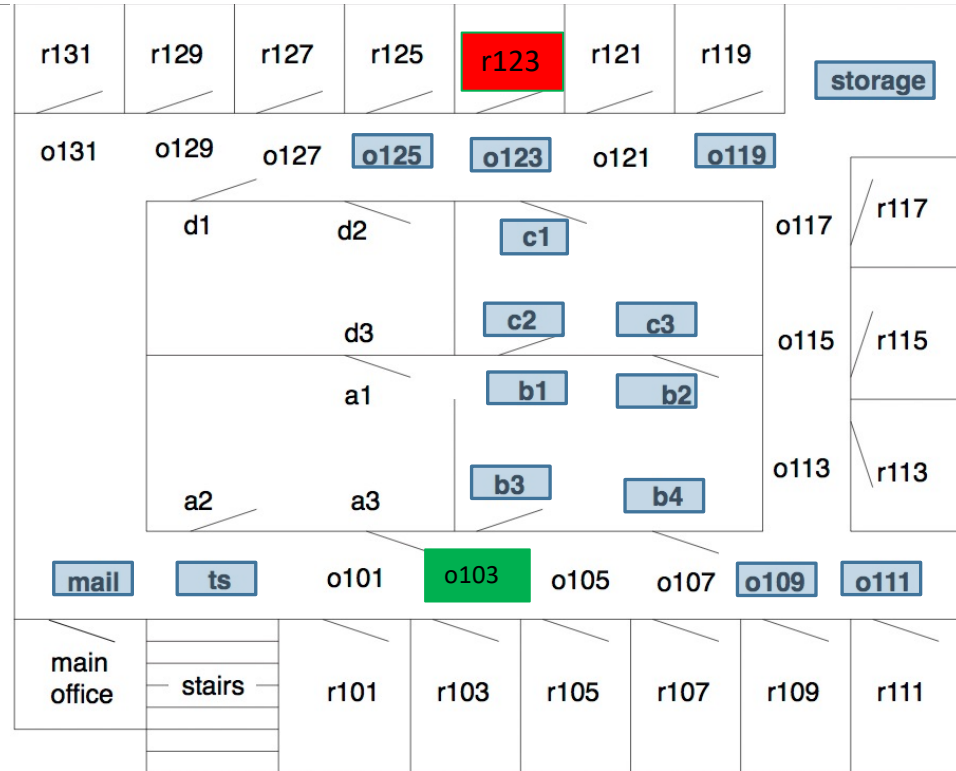 r131
r129
r127
r125
r123
r121
r119
storage
o131
o129
o127
o125
o123
o121
o119
d1
d2
c1
o117
r117
d3
c2
c3
o115
r115
a1
b1
b2
a2
a3
b3
b4
o113
r113
mail
ts
o101
o103
o105
o107
o109
o111
main
office
stairs
r101
r103
r105
r107
r109
r111